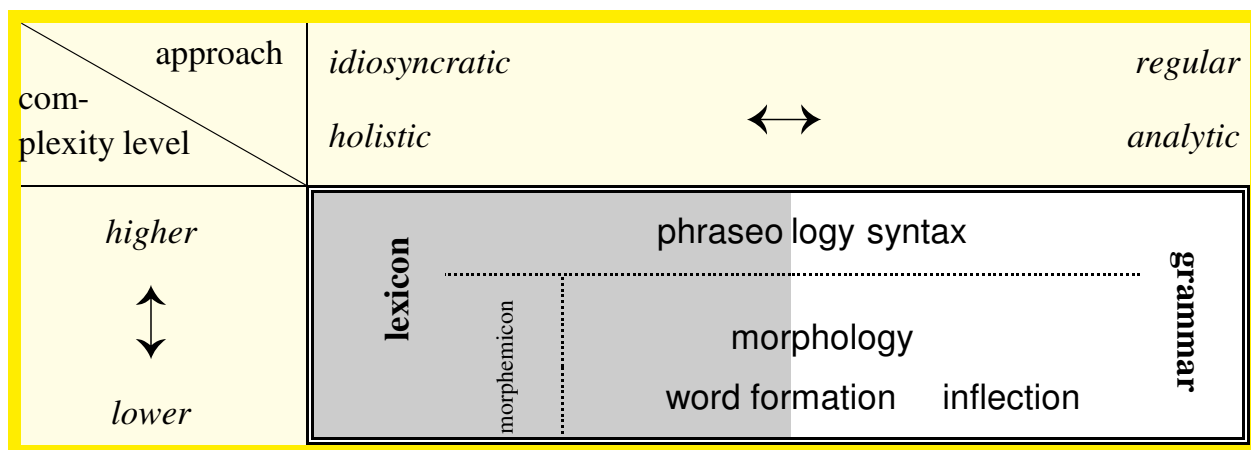 approach
com-
plexity level
idiosyncratic
regular
holistic
analytic
higher
lower
lexicon
phraseo logy syntax
grammar
morphemicon
morphology
word formation inflection